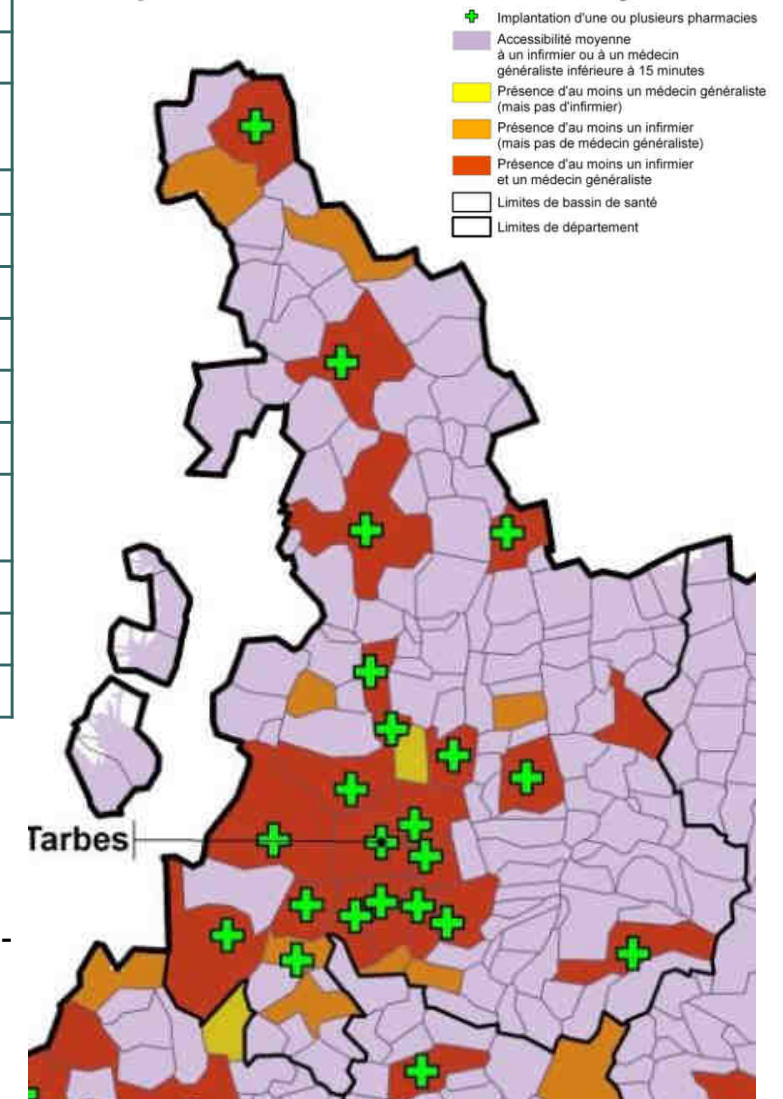 Implantation d'une ou plusieurs pharmacies
Accessibilité moyenne
à un infirmier ou à un médecin
généraliste inférieure à 15 minutes
Présence d'au moins un médecin généraliste
(mais pas d'infirmier)
Présence d'au moins un infirmier
(mais pas de médecin généraliste)
Présence d'au moins un infirmier
et un médecin généraliste
Limites de bassin de santé
Limites de département
Tarbes
-